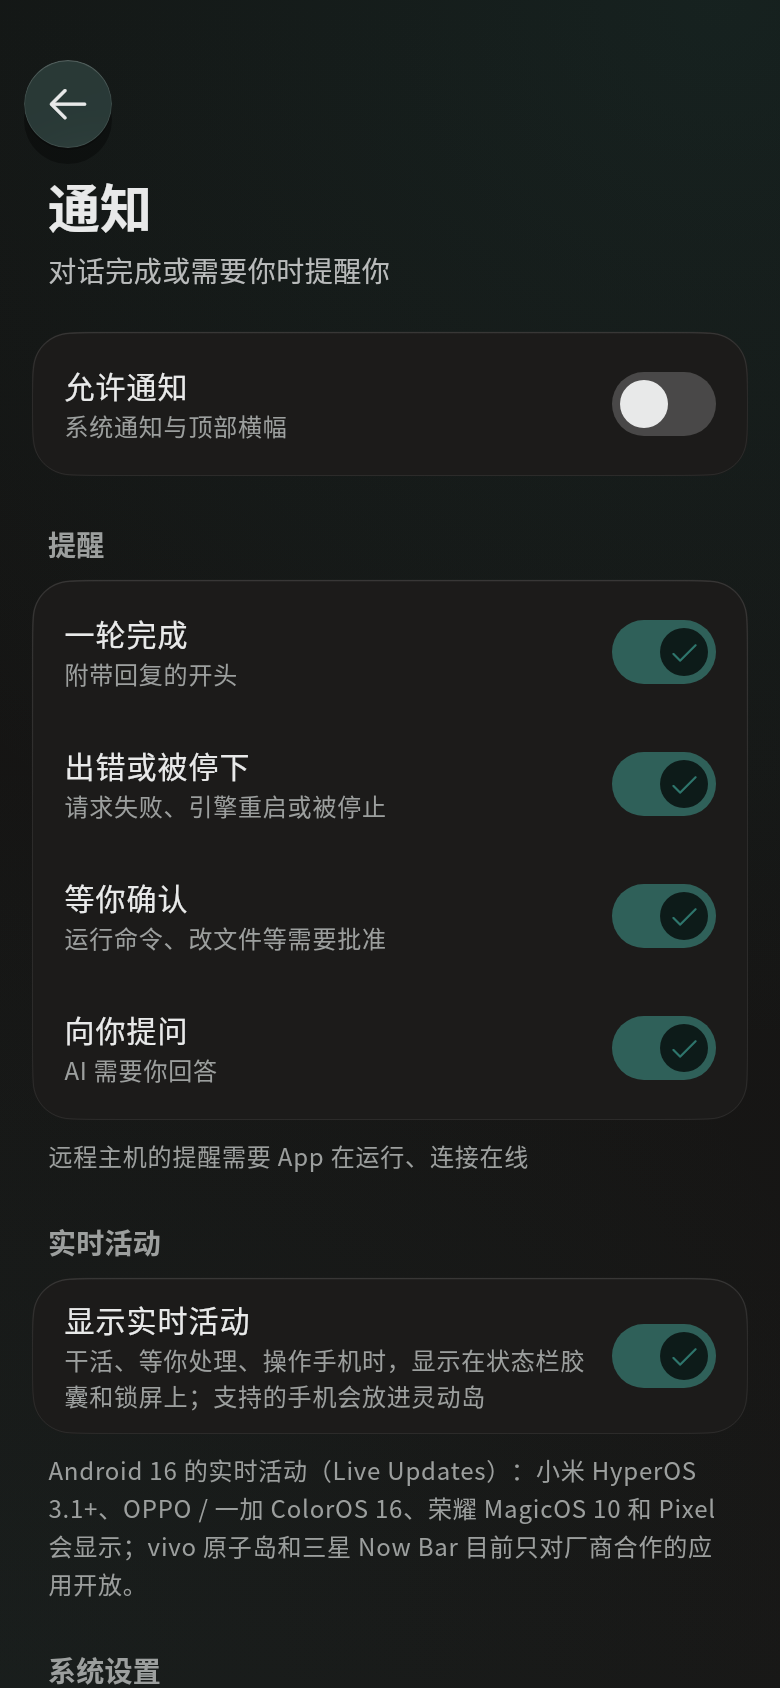 通知
对话完成或需要你时提醒你
允许通知
系统通知与顶部横幅
提醒
一轮完成
附带回复的开头
出错或被停下
请求失败、引擎重启或被停止
等你确认
运行命令、改文件等需要批准
向你提问
AI 需要你回答
远程主机的提醒需要 App 在运行、连接在线
实时活动
显示实时活动
干活、等你处理、操作手机时，显示在状态栏胶
囊和锁屏上；支持的手机会放进灵动岛
Android 16 的实时活动（Live Updates）：小米 HyperOS
3.1+、OPPO / 一加 ColorOS 16、荣耀 MagicOS 10 和 Pixel
会显示；vivo 原子岛和三星 Now Bar 目前只对厂商合作的应
用开放。
系统设置